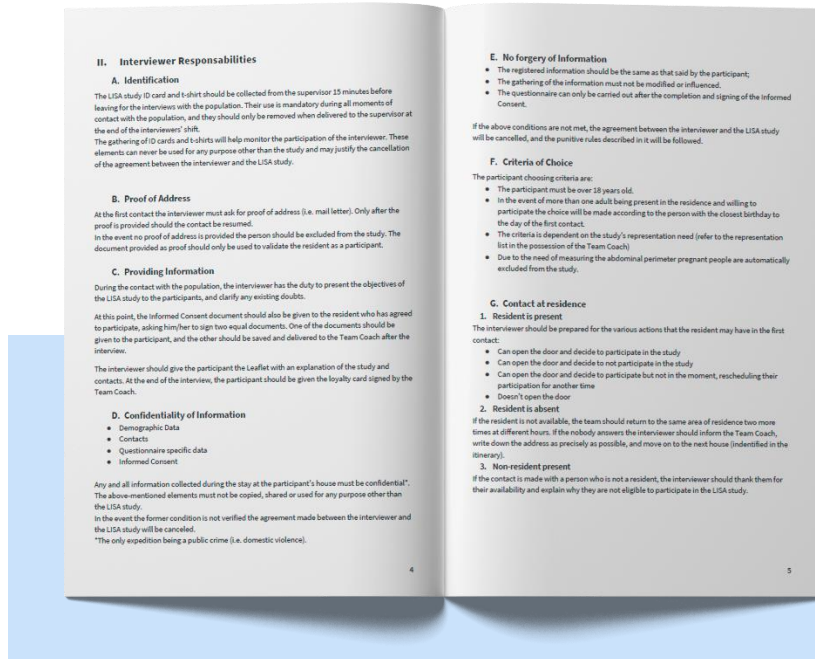 II. Interviewer Responsabilities
A. Identification
The LISA study ID card and t-shirt should be collected from the supervisor 15 minutes before
leaving for the interviews with the population. Their use is mandatory during all moments of
contact with the population, and they should only be removed when delivered to the supervisor at
the end of the interviewers' shift.
The gathering of ID cards and t-shirts will help monitor the participation of the interviewer. These
elements can never be used for any purpose other than the study and may justify the cancellation
of the agreement between the interviewer and the LISA study.
B. Proof of Address
At the first contact the interviewer must ask for proof of address (i.e. mail letter). Only after the
proof is provided should the contact be resumed.
In the event no proof of address is provided the person should be excluded from the study. The
document provided as proof should only be used to validate the resident as a participant.
C. Providing Information
During the contact with the population, the interviewer has the duty to present the objectives of
the LISA study to the participants, and clarify any existing doubts.
At this point, the Informed Consent document should also be given to the resident who has agreed
to participate, asking him/her to sign two equal documents. One of the documents should be
given to the participant, and the other should be saved and delivered to the Team Coach after the
interview.
The interviewer should give the participant the Leaflet with an explanation of the study and
contacts. At the end of the interview, the participant should be given the loyalty card signed by the
Team Coach.
D. Confidentiality of Information
● Demographic Data
● Contacts
● Questionnaire specific data
● Informed Consent
Any and all information collected during the stay at the participant's house must be confidential*.
The above-mentioned elements must not be copied, shared or used for any purpose other than
the LISA study.
In the event the former condition is not verified the agreement made between the interviewer and
the LISA study will be canceled.
*The only expedition being a public crime (i.e. domestic violence).
4
E. No forgery of Information
● The registered information should be the same as that said by the participant;
● The gathering of the information must not be modified or influenced.
● The questionnaire can only be carried out after the completion and signing of the Informed
Consent.
If the above conditions are not met, the agreement between the interviewer and the LISA study
will be cancelled, and the punitive rules described in it will be followed.
F. Criteria of Choice
The participant choosing criteria are:
● The participant must be over 18 years old.
● In the event of more than one adult being present in the residence and willing to
participate the choice will be made according to the person with the closest birthday to
the day of the first contact.
● The criteria is dependent on the study's representation need (refer to the representation
list in the possession of the Team Coach)
● Due to the need of measuring the abdominal perimeter pregnant people are automatically
excluded from the study.
G. Contact at residence
1. Resident is present
The interviewer should be prepared for the various actions that the resident may have in the first
contact:
● Can open the door and decide to participate in the study
● Can open the door and decide to not participate in the study
● Can open the door and decide to participate but not in the moment, rescheduling their
participation for another time
● Doesn't open the door
2. Resident is absent
If the resident is not available, the team should return to the same area of residence two more
times at different hours. If the nobody answers the interviewer should inform the Team Coach,
write down the address as precisely as possible, and move on to the next house (indentified in the
itinerary).
3. Non-resident present
If the contact is made with a person who is not a resident, the interviewer should thank them for
their availability and explain why they are not eligible to participate in the LISA study.
5